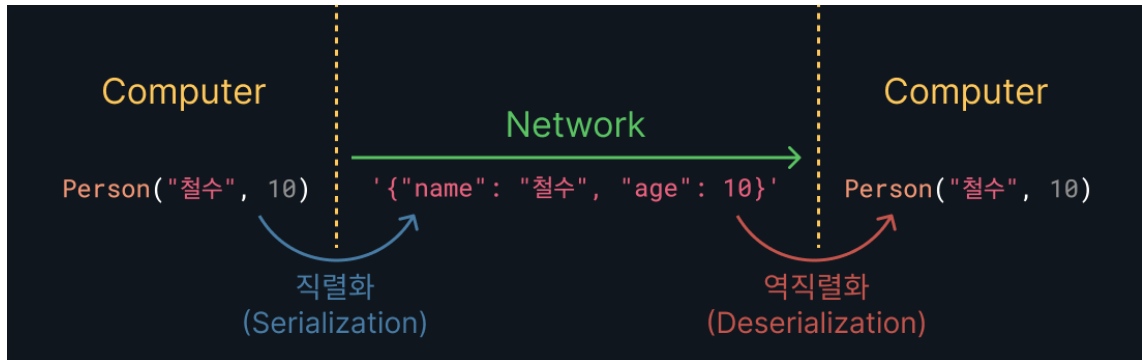 Computer
Network
Computer
Person("철수", 10)
'{"name": "철수", "age": 10}'
Person("철수", 10)
직렬화
(Serialization)
역직렬화
(Deserialization)